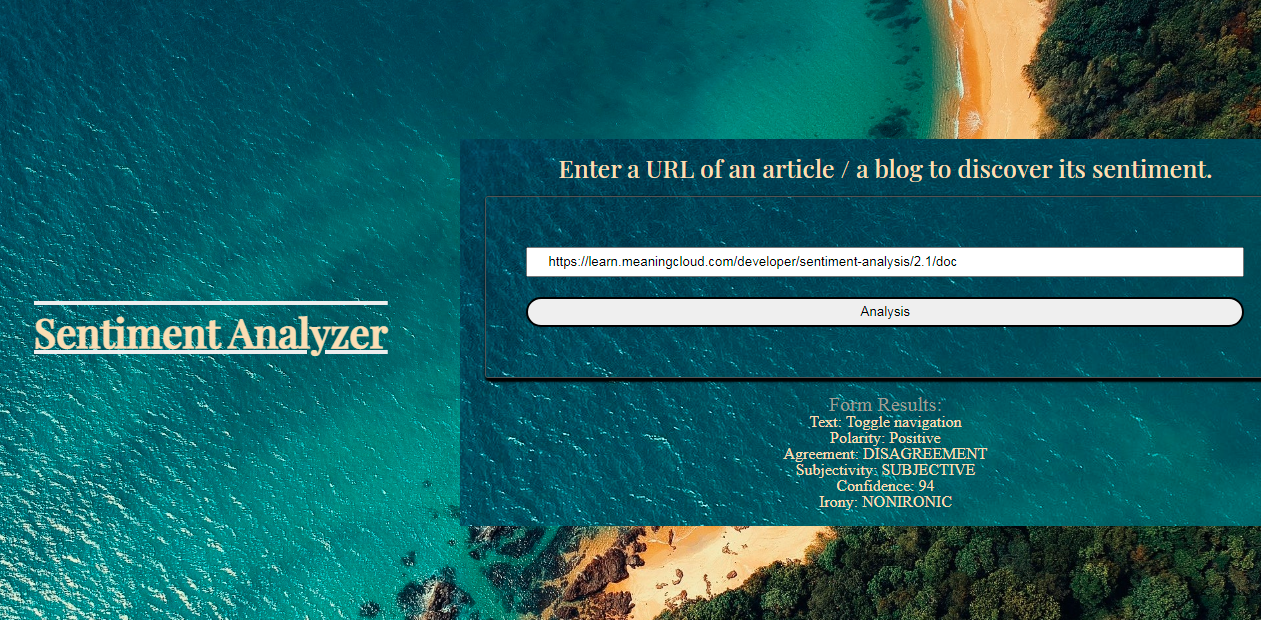 Sentiment Analyzer
Enter a URL of an article / a blog to discover its sentiment.
https://learn.meaningcloud.com/developer/sentiment-analysis/2.1/doc
Analysis
Form Results:
Text: Toggle navigation
Polarity: Positive
Agreement: DISAGREEMENT
Subjectivity: SUBJECTIVE
Confidence: 94
Irony: NONIRONIC